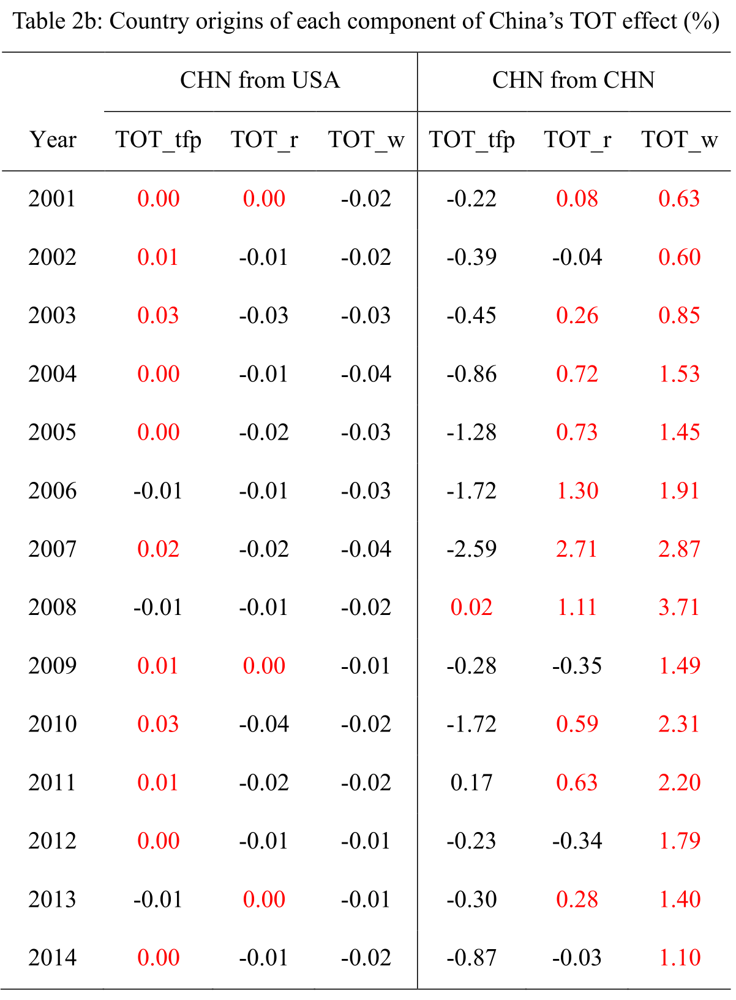 Table 2b: Country origins of each component of China’s TOT effect (%)
CHN from USA CHN from CHN
Year TOT_tfp TOT_r TOT_w TOT_tfp TOT_r TOT_w
2001 0.00 0.00 -0.02 -0.22 0.08 0.63
2002 0.01 -0.01 -0.02 -0.39 -0.04 0.60
2003 0.03 -0.03 -0.03 -0.45 0.26 0.85
2004 0.00 -0.01 -0.04 -0.86 0.72 1.53
2005 0.00 -0.02 -0.03 -1.28 0.73 1.45
2006 -0.01 -0.01 -0.03 -1.72 1.30 1.91
2007 0.02 -0.02 -0.04 -2.59 2.71 2.87
2008 -0.01 -0.01 -0.02 0.02 1.11 3.71
2009 0.01 0.00 -0.01 -0.28 -0.35 1.49
2010 0.03 -0.04 -0.02 -1.72 0.59 2.31
2011 0.01 -0.02 -0.02 0.17 0.63 2.20
2012 0.00 -0.01 -0.01 -0.23 -0.34 1.79
2013 -0.01 0.00 -0.01 -0.30 0.28 1.40
2014 0.00 -0.01 -0.02 -0.87 -0.03 1.10